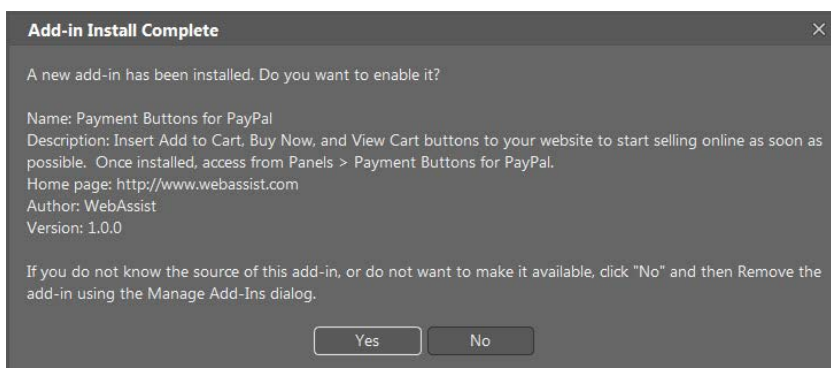 Add-in Install Complete
A new add-in has been installed. Do you want to enable it?
Name: Payment Buttons for PayPal
Description: Insert Add to Cart, Buy Now, and View Cart buttons to your website to start selling online as soon as
possible.  Once installed, access from Panels > Payment Buttons for PayPal.
Home page: http://www.webassist.com
Author: WebAssist
Version: 1.0.0
If you do not know the source of this add-in, or do not want to make it available, click "No" and then Remove the
add-in using the Manage Add-Ins dialog.
Yes No